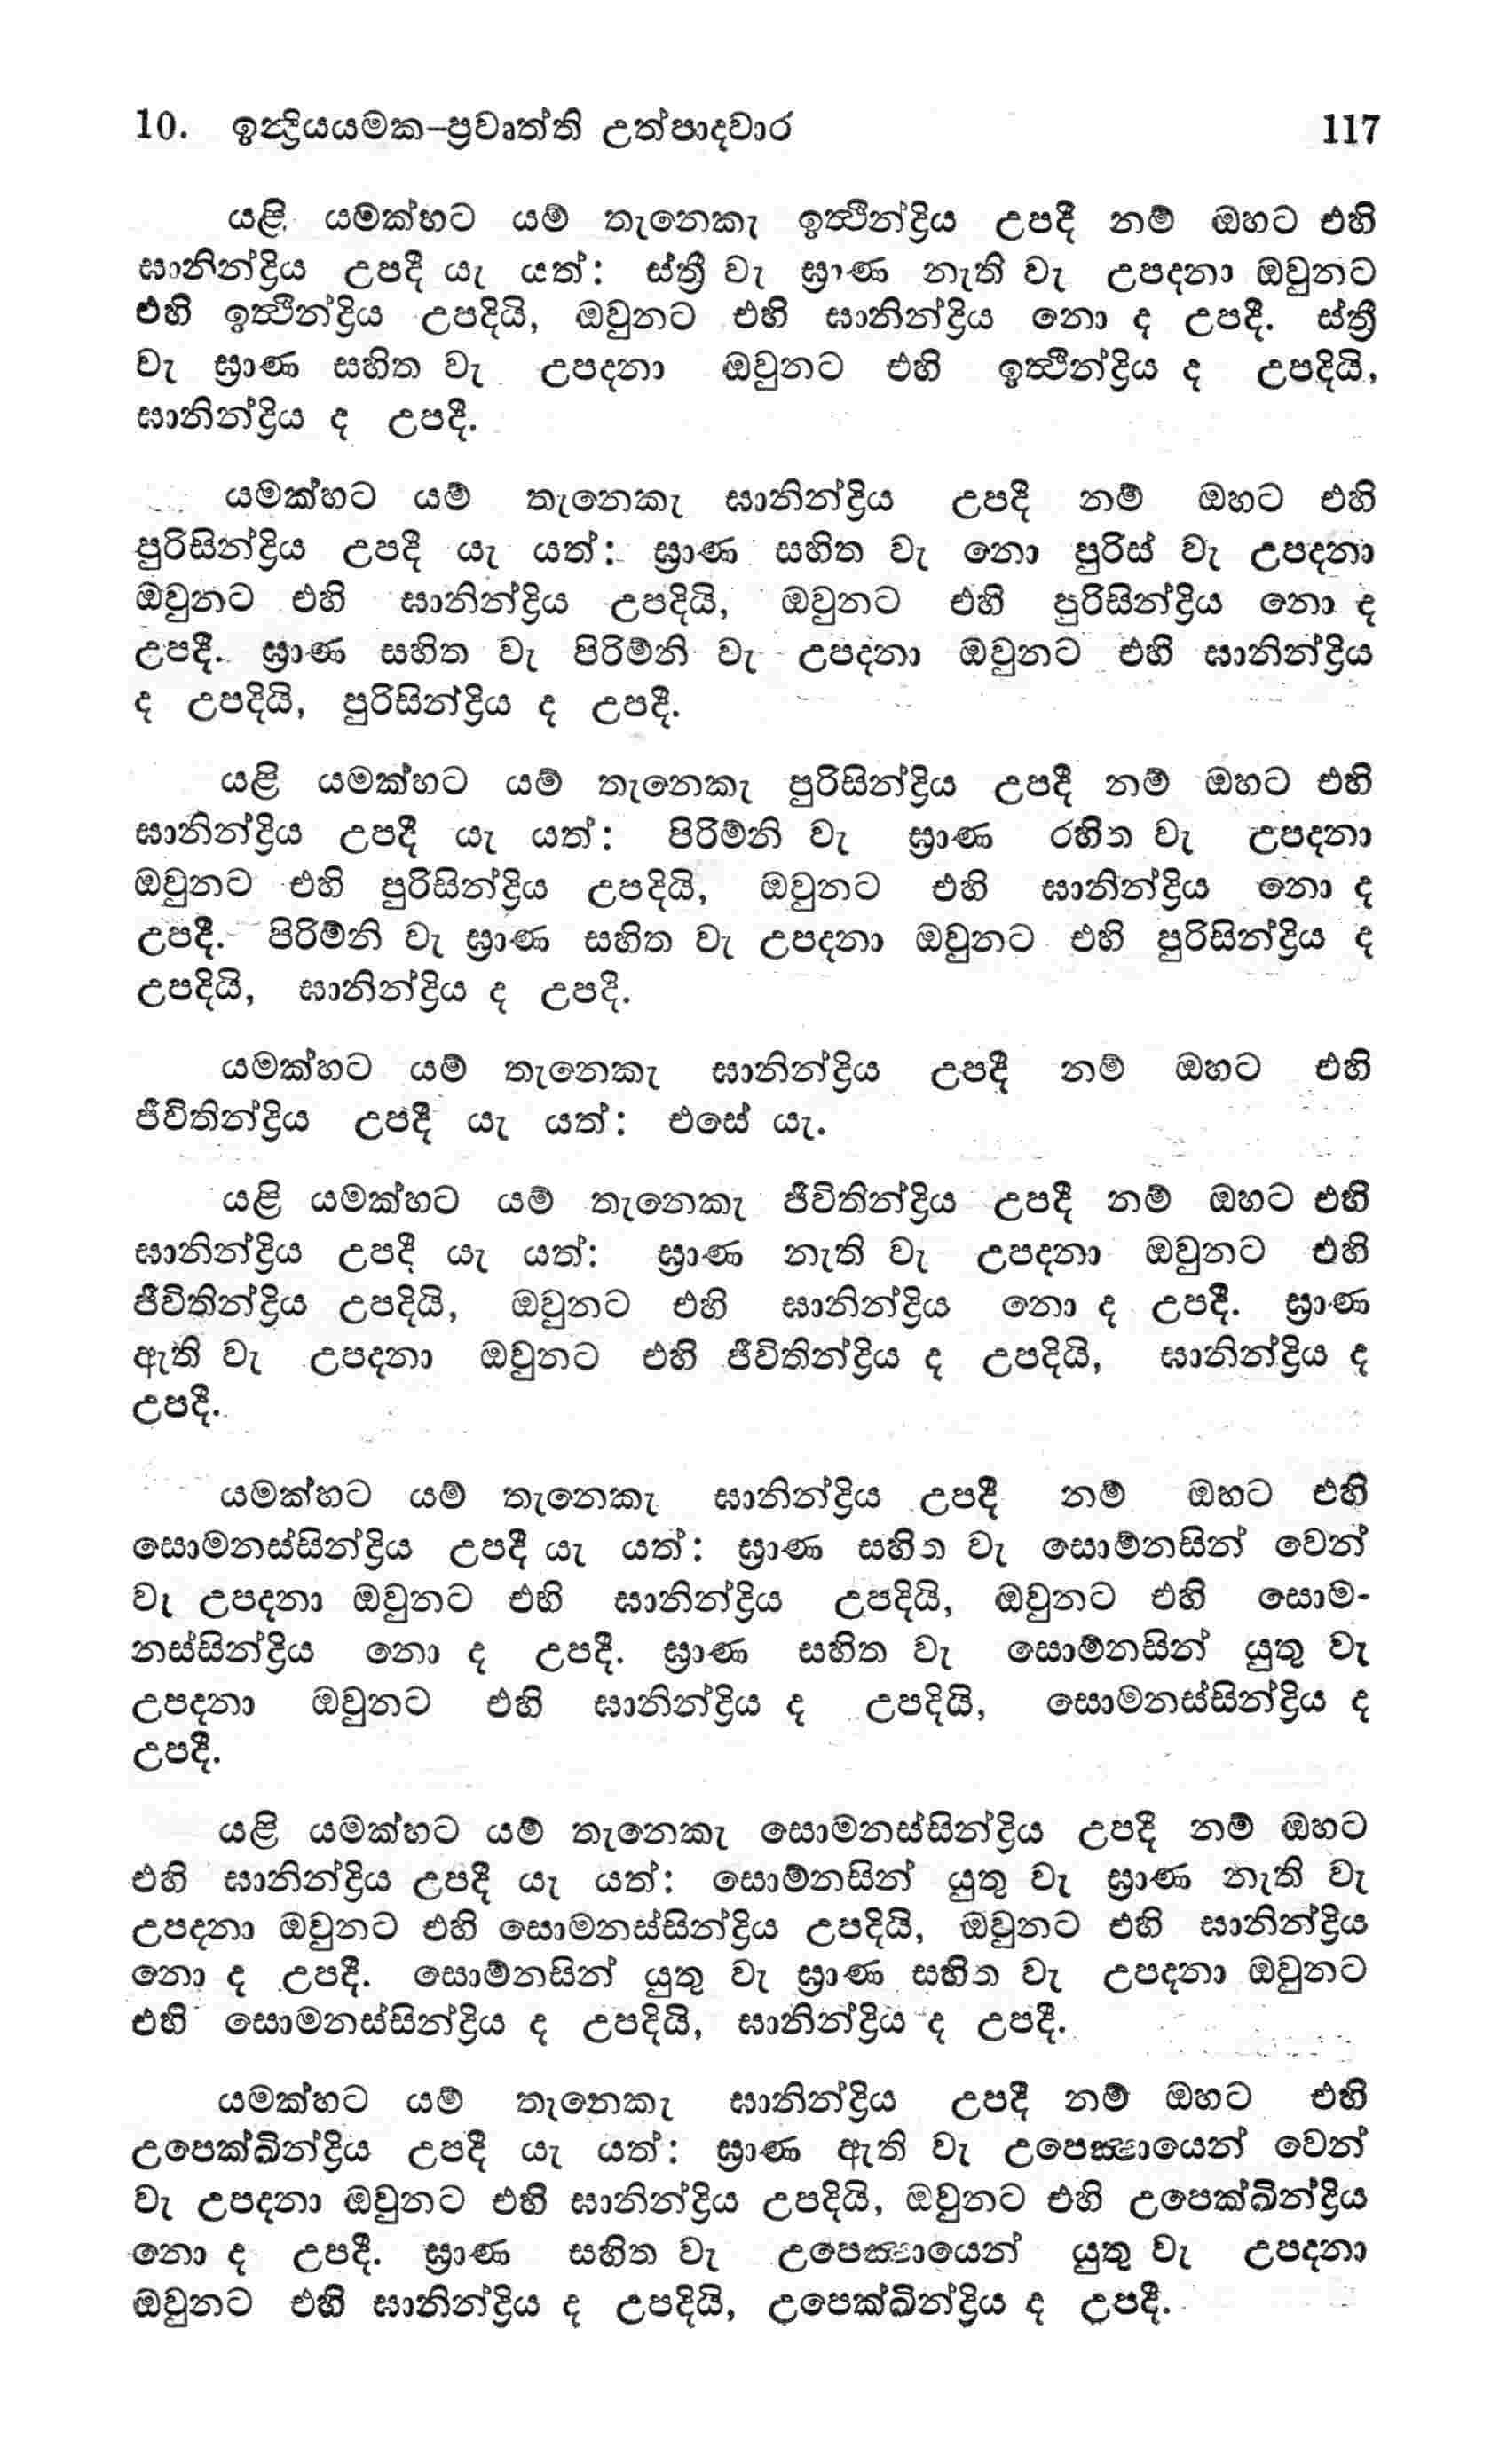 10. ඉන්‍ද්‍රියයමක–ප්‍රවෘත්ති උත්පාදවාර 117
යළි යමක්හට යම් තැනෙකැ ඉත්‍ථින්ද්‍රිය උපදී නම් ඔහට එහි
ඝානින්ද්‍රිය උපදී යැ යත්: ස්ත්‍රී වැ ඝ්‍රාණ නැති වැ උපදනා ඔවුනට
එහි ඉත්‍ථින්ද්‍රිය උපදියි, ඔවුනට එහි ඝානින්ද්‍රිය නො ද උපදී. ස්ත්‍රී
වැ ඝ්‍රාණ සහිත වැ උපදනා ඔවුනට එහි ඉත්‍ථින්ද්‍රිය ද උපදියි,
ඝානින්ද්‍රිය ද උපදී.
යමක්හට යම් තැනෙකැ ඝානින්ද්‍රිය උපදී නම් ඔහට එහි
පුරිසින්ද්‍රිය උපදී යැ යත්: ඝ්‍රාණ සහිත වැ නො පුරිස් වැ උපදනා
ඔවුනට එහි ඝානින්ද්‍රිය උපදියි, ඔවුනට එහි පුරිසින්ද්‍රිය නො ද
උපදී. ඝ්‍රාණ සහිත වැ පිරිම්නි වැ උපදනා ඔවුනට එහි ඝානින්ද්‍රිය
ද උපදියි, පුරිසින්ද්‍රිය ද උපදී.
යළි යමක්හට යම් තැනෙකැ පුරිසින්ද්‍රිය උපදී නම් ඔහට එහි
ඝානින්ද්‍රිය උපදී යැ යත්: පිරිම්නි වැ ඝ්‍රාණ රහිත වැ උපදනා
ඔවුනට එහි පුරිසින්ද්‍රිය උපදියි, ඔවුනට එහි ඝානින්ද්‍රිය නො ද
උපදී. පිරිම්නි වැ ඝ්‍රාණ සහිත වැ උපදනා ඔවුනට එහි පුරිසින්ද්‍රිය ද
උපදියි, ඝානින්ද්‍රිය ද උපදි.
යමක්හට යම් තැනෙකැ ඝානින්ද්‍රිය උපදී නම් ඔහට එහි
ජීවිතින්ද්‍රිය උපදී යැ යත්: එසේ යැ.
යළි යමක්හට යම් තැනෙකැ ජීවිතින්ද්‍රිය උපදී නම් ඔහට එහි
ඝානින්ද්‍රිය උපදී යැ යත්: ඝ්‍රාණ නැති වැ උපදනා ඔවුනට එහි
ජීවිතින්ද්‍රිය උපදියි, ඔවුනට එහි ඝානින්ද්‍රිය නො ද උපදී. ඝ්‍රාණ
ඇති වැ උපදනා ඔවුනට එහි ජීවිතින්ද්‍රිය ද උපදියි, ඝානින්ද්‍රිය ද
උපදී.
යමක්හට යම් තැනෙකැ ඝානින්ද්‍රිය උපදී නම් ඔහට එහි
සොමනස්සින්ද්‍රිය උපදී යැ යත්: ඝ්‍රාණ සහිත වැ සොම්නසින් වෙන්
වැ උපදනා ඔවුනට එහි ඝානින්ද්‍රිය උපදියි, ඔවුනට එහි සොම-
නස්සින්ද්‍රිය නො ද උපදී. ඝ්‍රාණ සහිත වැ සොම්නසින් යුතු වැ
උපදනා ඔවුනට එහි ඝානින්ද්‍රිය ද උපදියි, සොමනස්සින්ද්‍රිය ද
උපදී.
යළි යමක්හට යම් තැනෙකැ සොමනස්සින්ද්‍රිය උපදී නම් ඔහට
එහි ඝානින්ද්‍රිය උපදී යැ යත්: සොම්නසින් යුතු වැ ඝ්‍රාණ නැති වැ
උපදනා ඔවුනට එහි සොමනස්සින්ද්‍රිය උපදියි, ඔවුනට එහි ඝානින්ද්‍රිය
නො ද උපදී. සොම්නසින් යුතු වැ ඝ්‍රාණ සහිත වැ උපදනා ඔවුනට
එහි සොමනස්සින්ද්‍රිය ද උපදියි, ඝානින්ද්‍රිය ද උපදී.
යමක්හට යම් තැනෙකැ ඝානින්ද්‍රිය උපදී නම් ඔහට එහි
උපෙක්ඛින්ද්‍රිය උපදී යැ යත්: ඝ්‍රාණ ඇති වැ උපෙක්‍ෂායෙන් වෙන්
වැ උපදනා ඔවුනට එහි ඝානින්ද්‍රිය උපදියි, ඔවුනට එහි උපෙක්ඛින්ද්‍රිය
නො ද උපදී. ඝ්‍රාණ සහිත වැ උපෙක්‍ෂායෙන් යුතු වැ උපදනා
ඔවුනට එහි ඝානින්ද්‍රිය ද උපදියි, උපෙක්ඛින්ද්‍රිය ද උපදී.